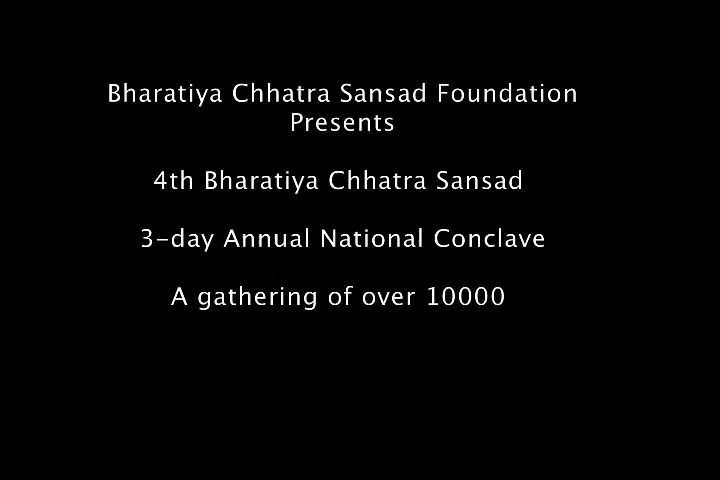 Bharatiya Chhatra Sansad Foundation
Presents
4th Bharatiya Chhatra Sansad
3-day Annual National Conclave
A gathering of over 10000